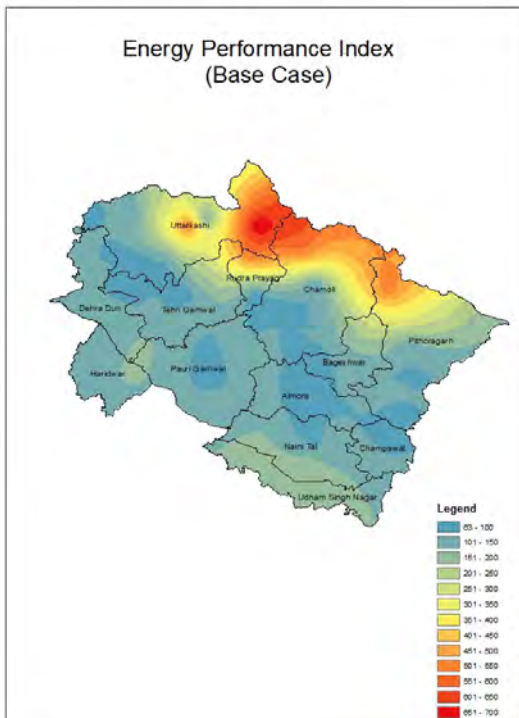 Energy Performance Index
(Base Case)
Uttarkashi
Rudra Prayag
Chamoli
Dehra Dun
Tehri Garhwal
Pithoragarh
Haridwar
Pauri Garhwal
Bageshwar
Almora
Naini Tal
Champawat
Udham Singh Nagar
Legend
63 - 100
101 - 150
151 - 200
201 - 250
251 - 300
301 - 350
351 - 400
401 - 450
451 - 500
501 - 550
551 - 600
601 - 650
651 - 700